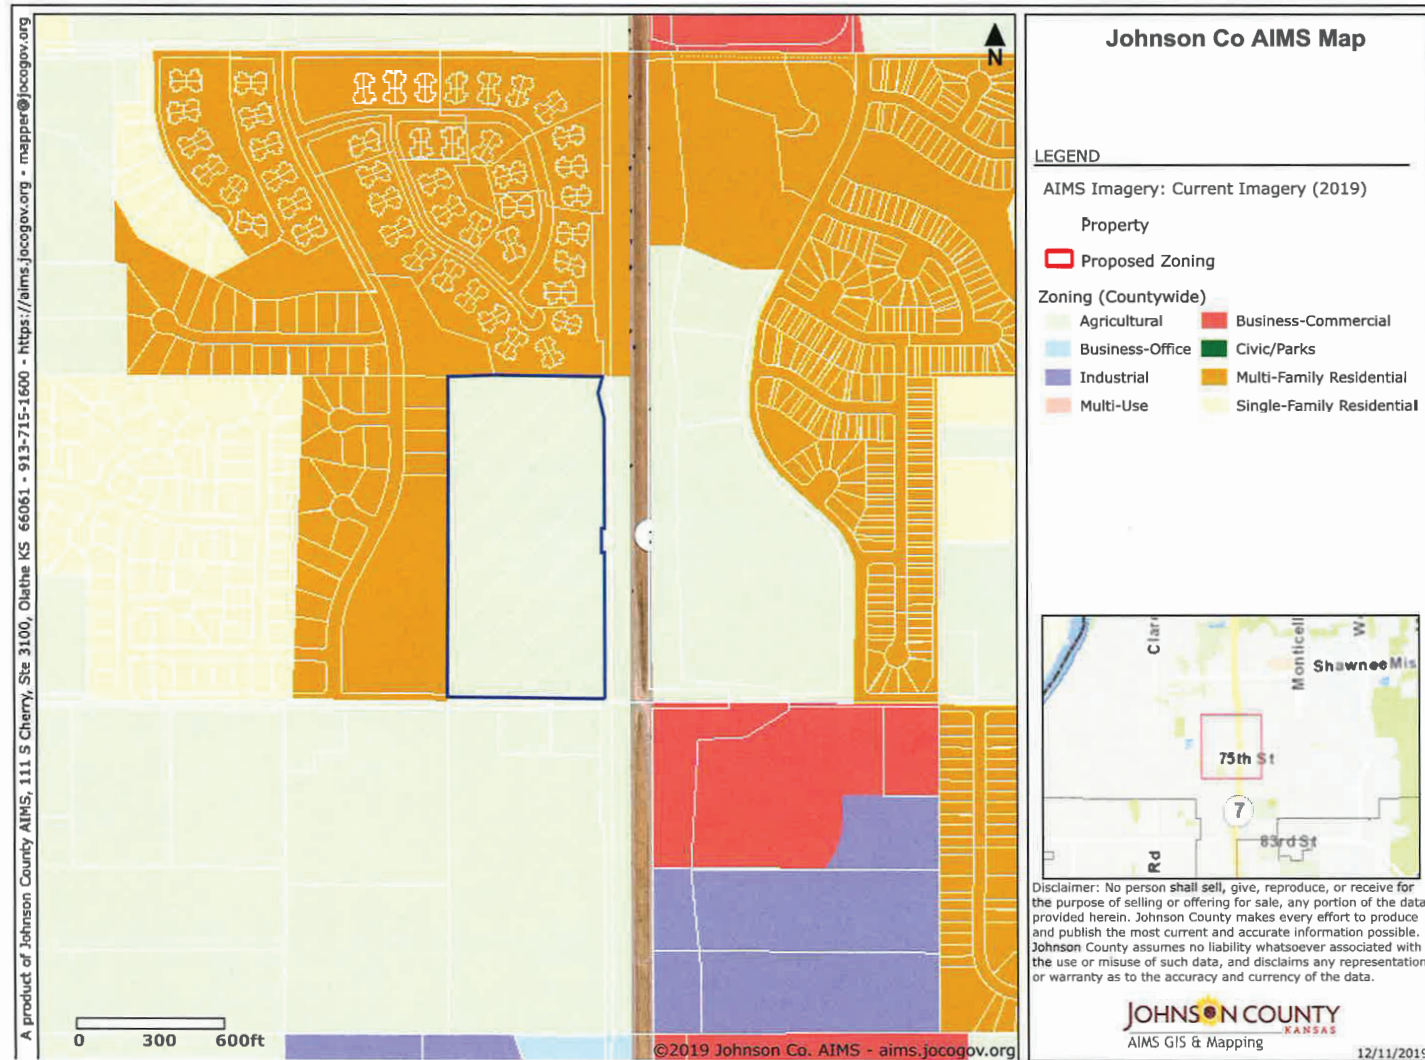 A product of Johnson County AIMS, 111 S Cherry, Ste 3100, Olathe KS 66061 - 913-715-1600 - https://aims.jocogov.org - mapper@jocogov.org
N
0 300 600ft
©2019 Johnson Co. AIMS - aims.jocogov.org
Johnson Co AIMS Map
LEGEND
AIMS Imagery: Current Imagery (2019)
Property
Proposed Zoning
Zoning (Countywide)
Agricultural
Business-Office
Industrial
Multi-Use
Business-Commercial
Civic/Parks
Multi-Family Residential
Single-Family Residential
Shawnee Mis
75th St
7
83rd St
Rd
Disclaimer: No person shall sell, give, reproduce, or receive for
the purpose of selling or offering for sale, any portion of the data
provided herein. Johnson County makes every effort to produce
and publish the most current and accurate information possible.
Johnson County assumes no liability whatsoever associated with
the use or misuse of such data, and disclaims any representation
or warranty as to the accuracy and currency of the data.
JOHNSON COUNTY
KANSAS
AIMS GIS & Mapping